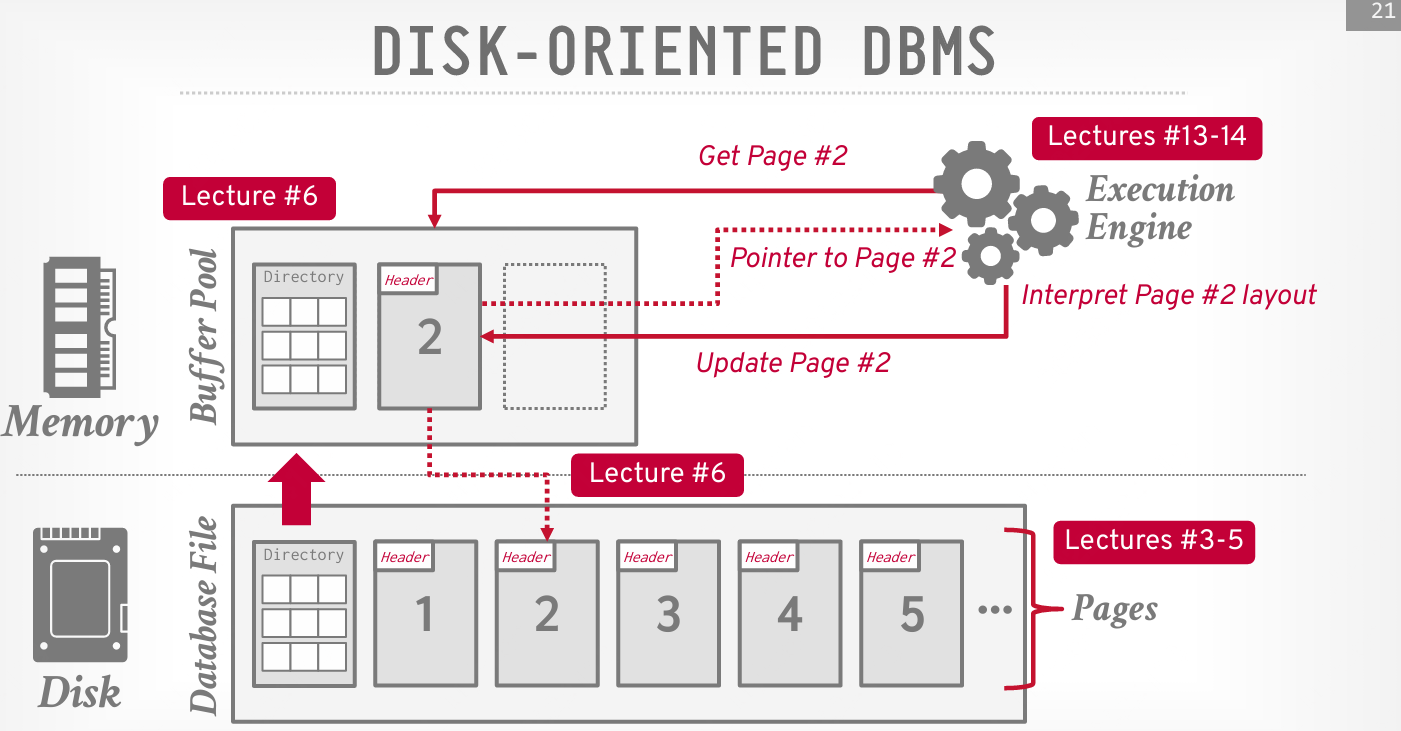 21
DISK-ORIENTED DBMS
Lectures #13-14
Get Page #2
Execution
Engine
Lecture #6
Buffer Pool
Directory
Header
2
Pointer to Page #2
Interpret Page #2 layout
Update Page #2
Memory
Lecture #6
Database File
Directory
Header
1
Header
2
Header
3
Header
4
Header
5
...
Lectures #3-5
Pages
Disk